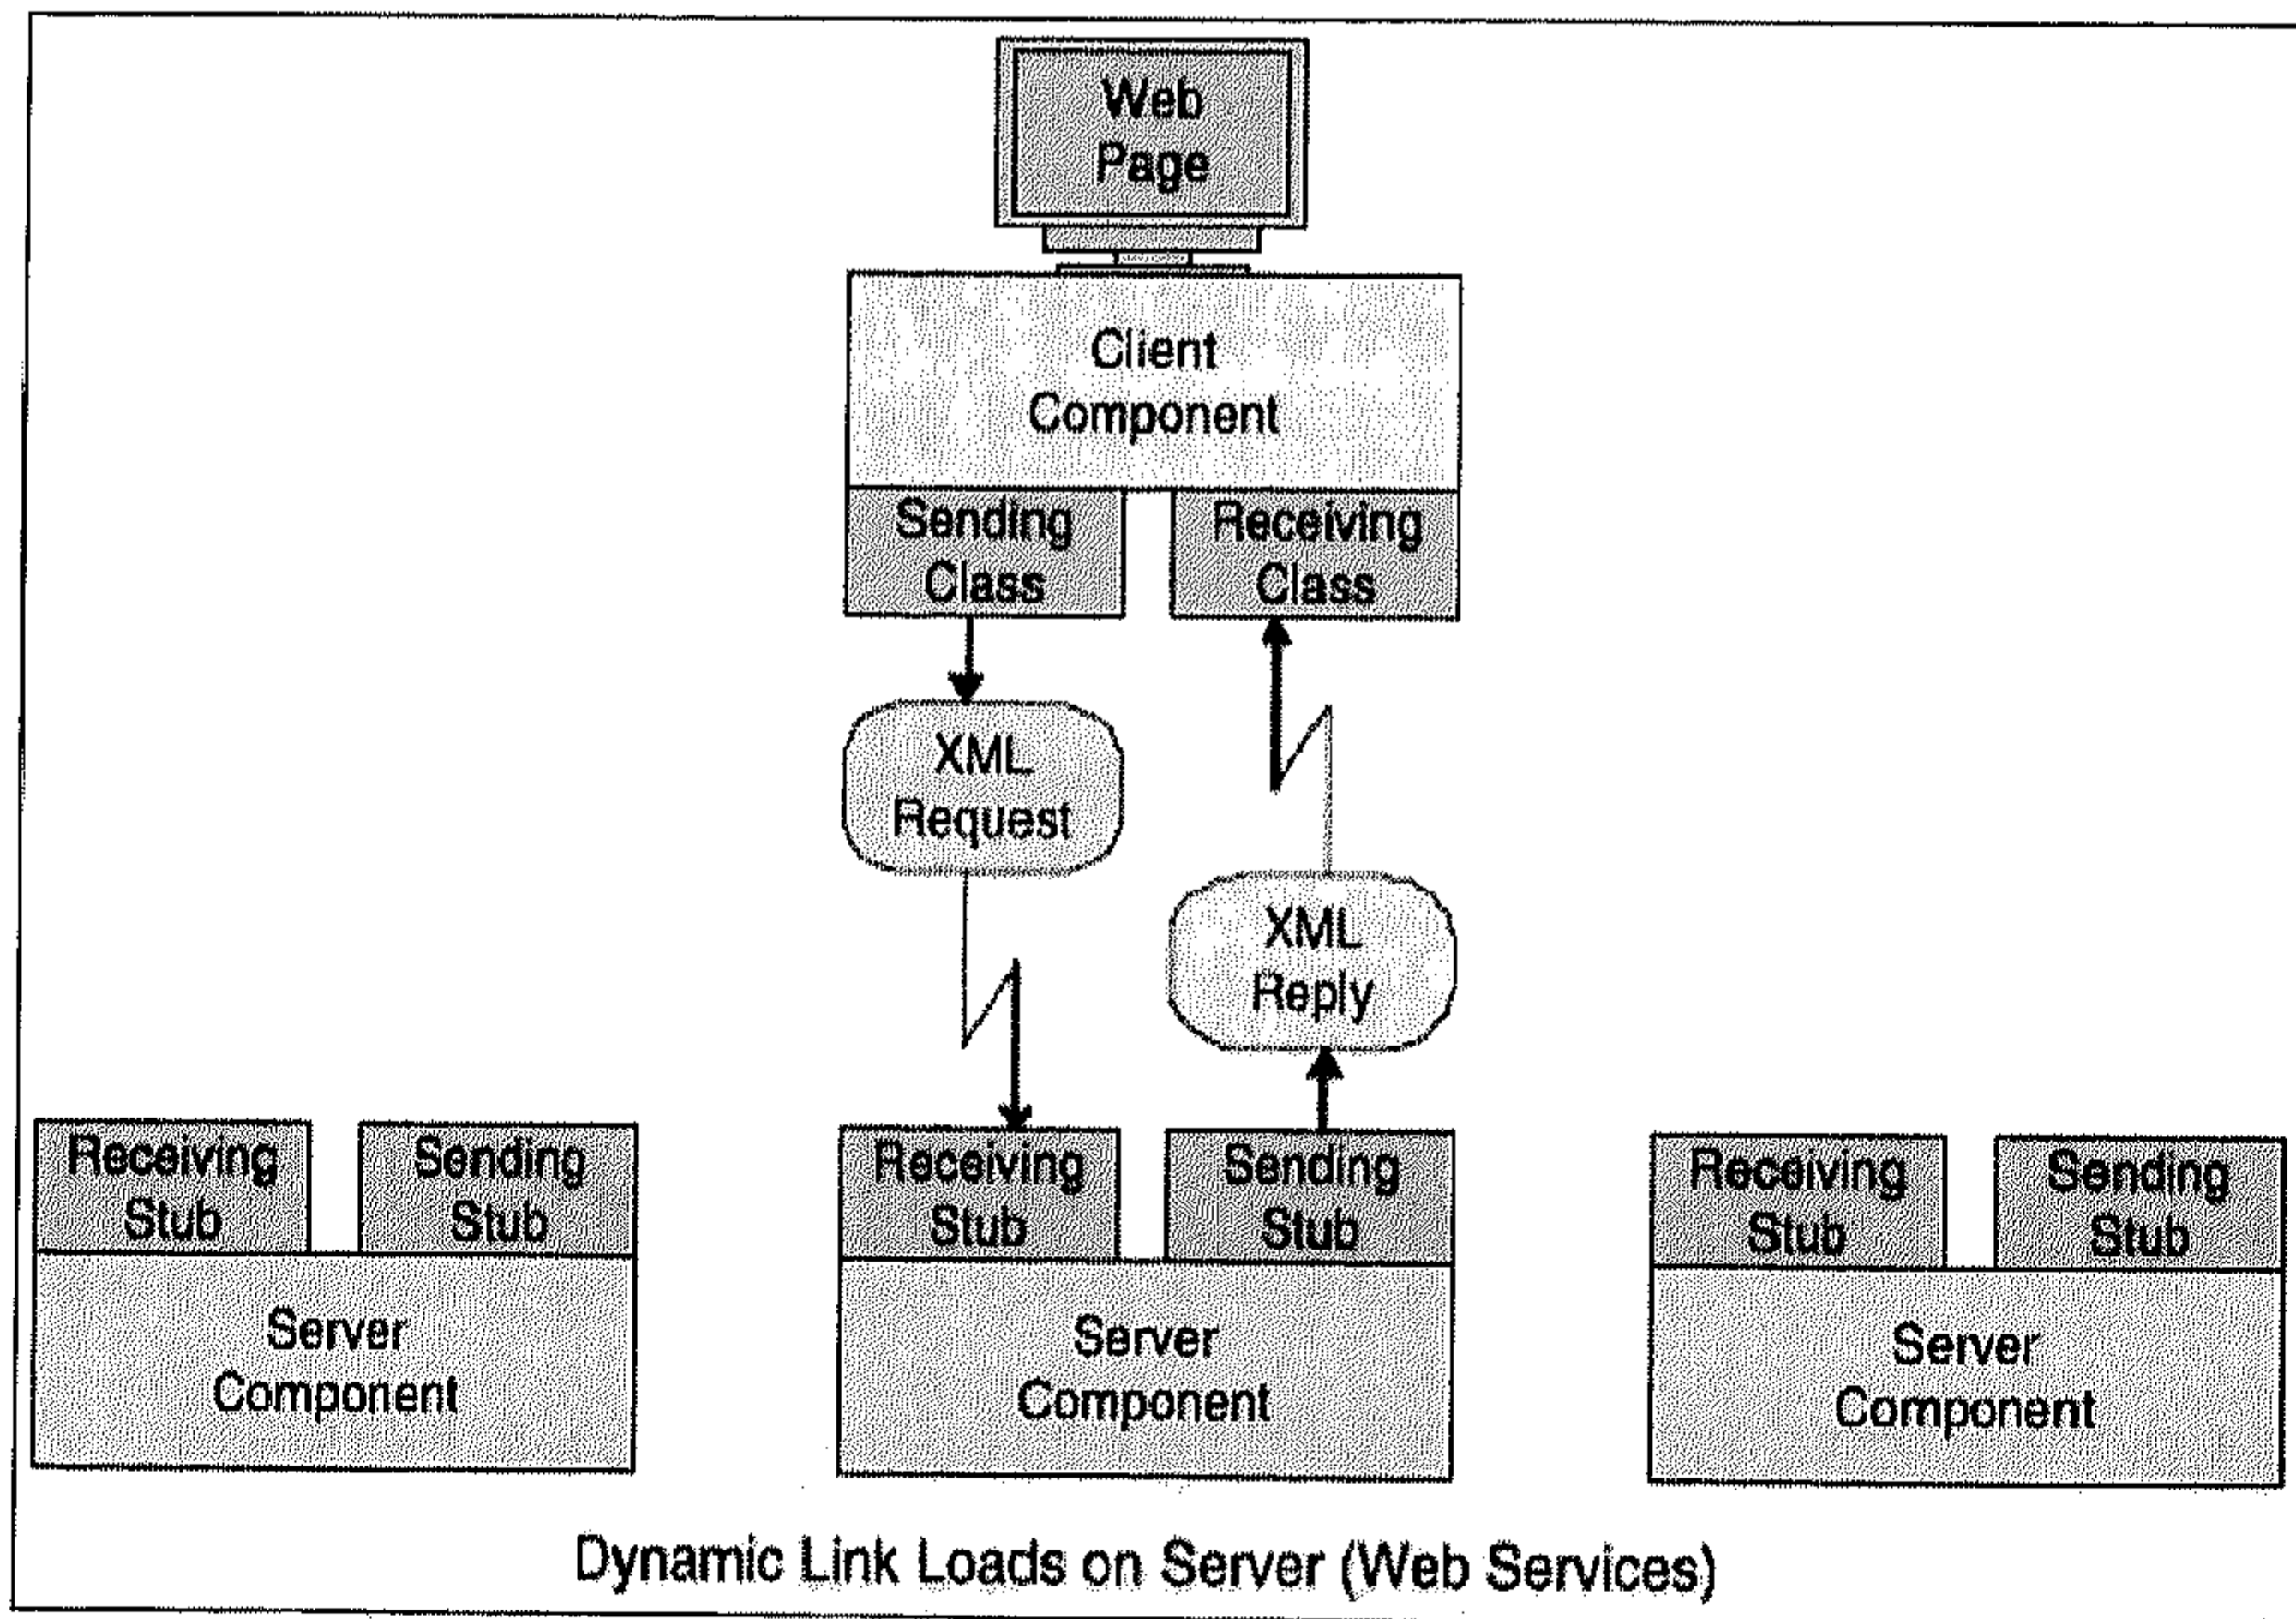 Web
Page
Client
Component
Sending
Class
Receiving
Class
XML
Request
XML
Reply
Receiving
Stub
Sending
Stub
Server
Component
Receiving
Stub
Sending
Stub
Server
Component
Receiving
Stub
Sending
Stub
Server
Component
Dynamic Link Loads on Server (Web Services)